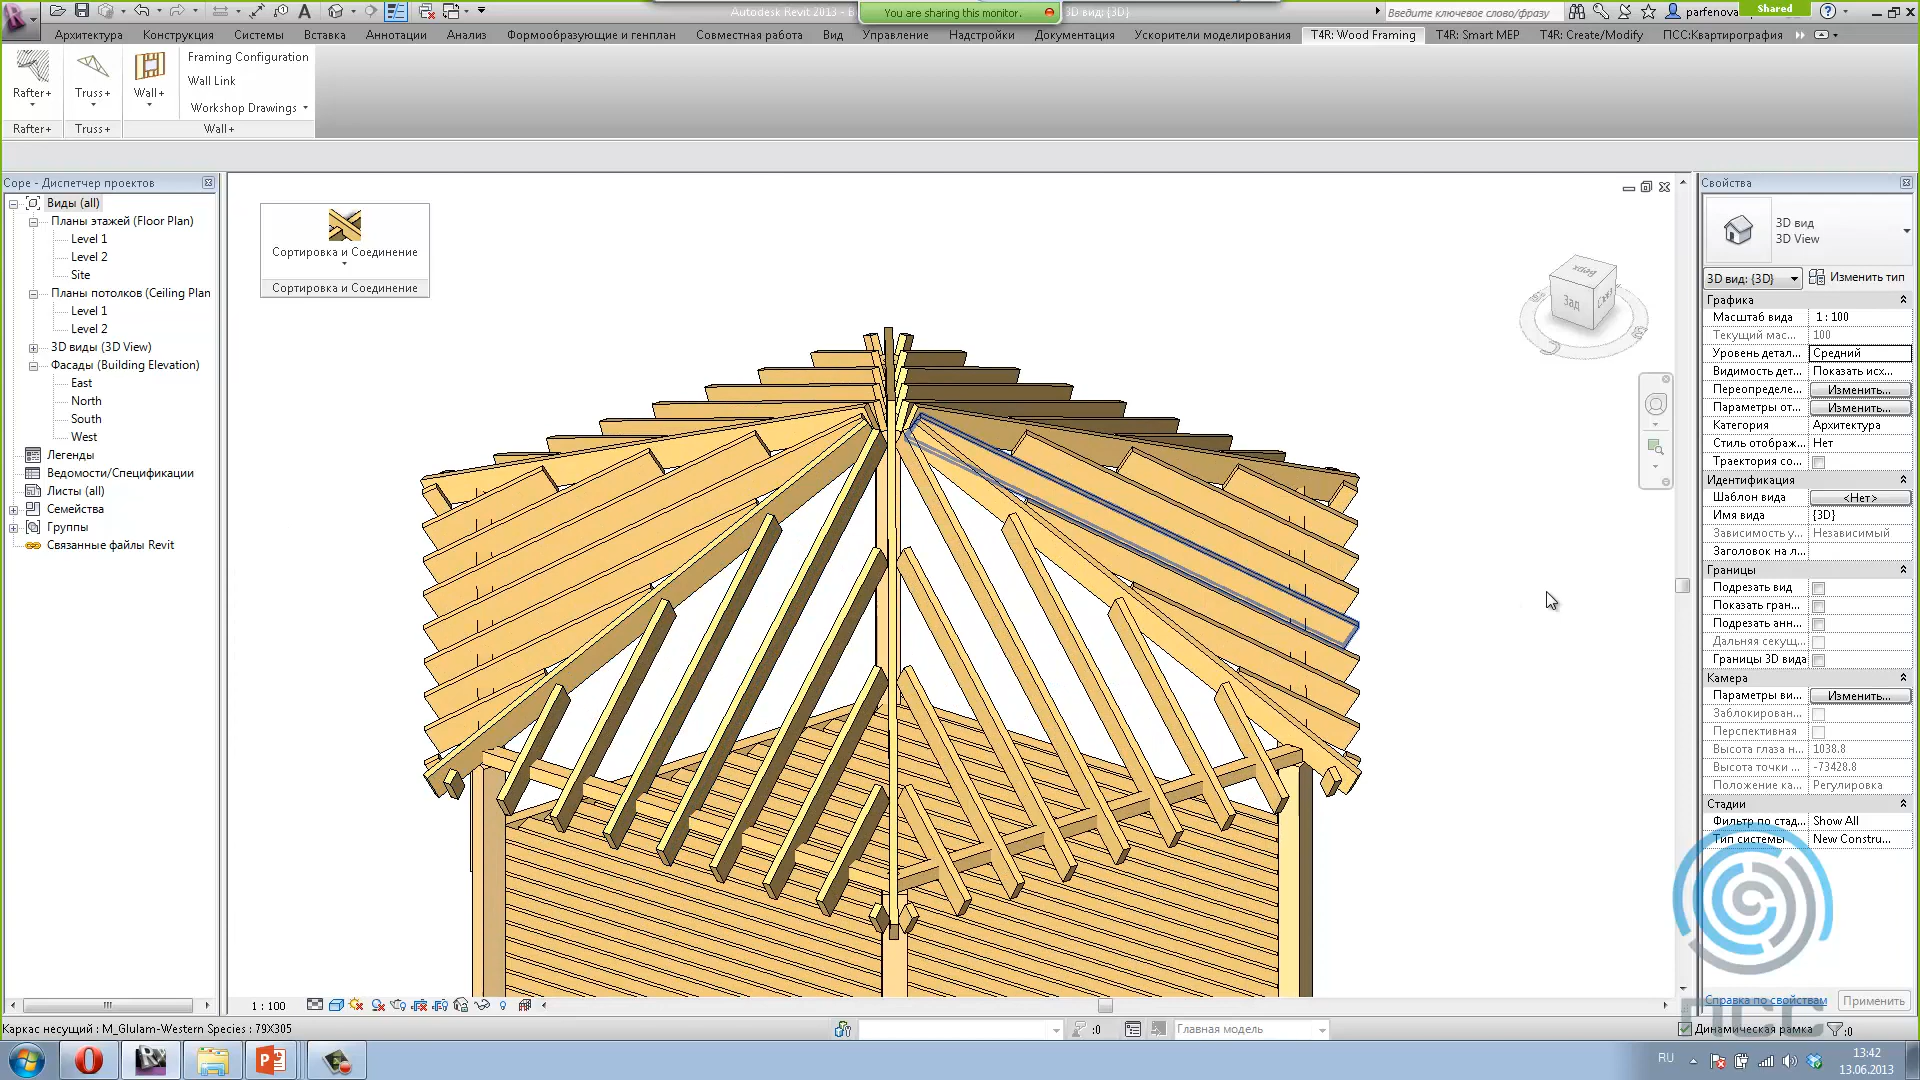 Autodesk Revit 2013 -
You are sharing this monitor.
3D вид: {3D}
Введите ключевое слово/фразу
parfenova
Shared
Архитектура
Конструкция
Системы
Вставка
Аннотации
Анализ
Формообразующие и генплан
Совместная работа
Вид
Управление
Надстройки
Документация
Ускорители моделирования
T4R: Wood Framing
T4R: Smart MEP
T4R: Create/Modify
ПСС:Квартирография
Rafter+
Truss+
Wall+
Framing Configuration
Wall Link
Workshop Drawings
Rafter+
Truss+
Wall+
Cope - Диспетчер проектов
Виды (all)
Планы этажей (Floor Plan)
Level 1
Level 2
Site
Планы потолков (Ceiling Plan
Level 1
Level 2
3D виды (3D View)
Фасады (Building Elevation)
East
North
South
West
Легенды
Ведомости/Спецификации
Листы (all)
Семейства
Группы
Связанные файлы Revit
Сортировка и Соединение
Сортировка и Соединение
Верх
Зад
Свойства
3D вид
3D View
3D вид: {3D}
Изменить тип
Графика
Масштаб вида 1 : 100
Текущий мас... 100
Уровень детал... Средний
Видимость дет... Показать исх...
Переопределе... Изменить...
Параметры от... Изменить...
Категория Архитектура
Стиль отображ... Нет
Траектория со...
Идентификация
Шаблон вида <Нет>
Имя вида {3D}
Зависимость у... Независимый
Заголовок на л...
Границы
Подрезать вид
Показать гран...
Подрезать анн...
Дальняя секущ...
Границы 3D вида
Камера
Параметры ви... Изменить...
Заблокирован...
Перспективная
Высота глаза н... 1038.8
Высота точки ... -73428.8
Положение ка... Регулировка
Стадии
Фильтр по стад... Show All
Тип системы New Constru...
Справка по свойствам
Применить
ПСС
1 : 100
Каркас несущий : M_Glulam-Western Species : 79X305
:0
Главная модель
Динамическая рамка
:0
RU
13:42
13.06.2013